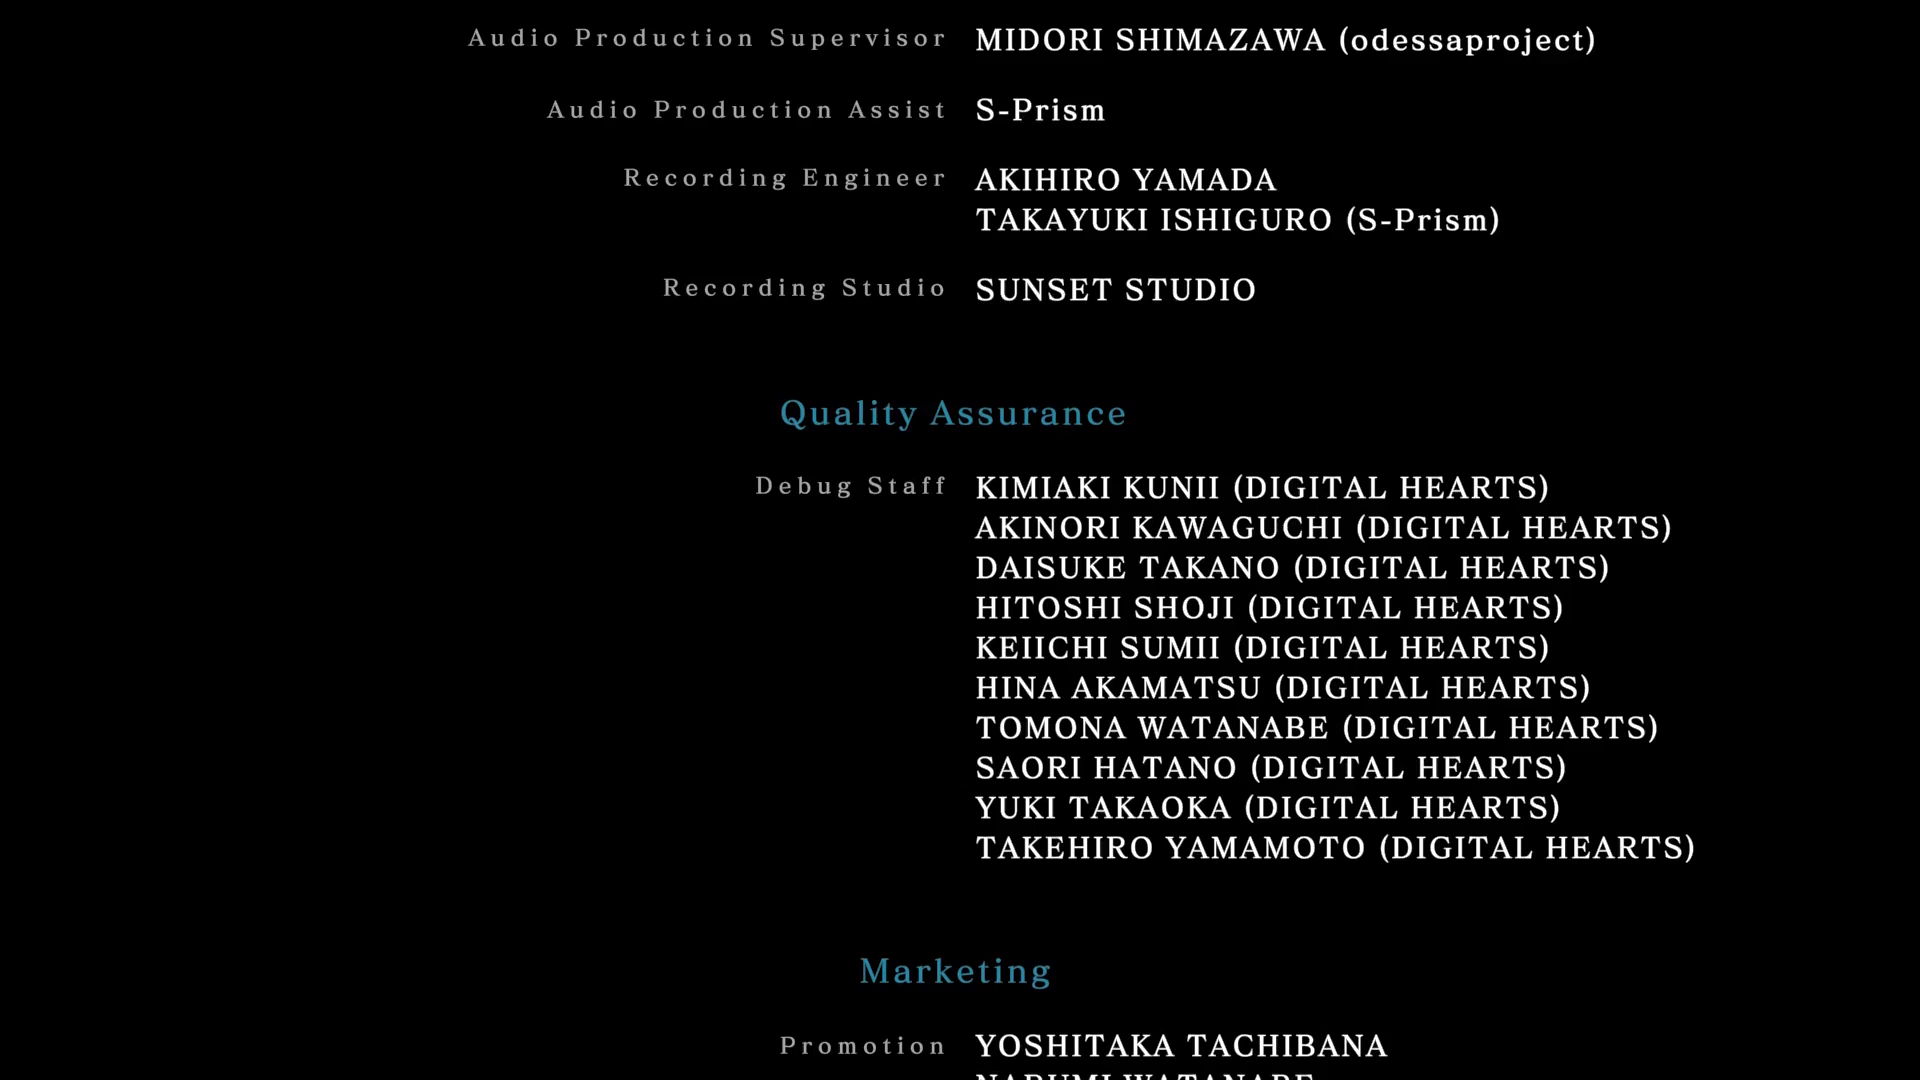 Audio Production Supervisor MIDORI SHIMAZAWA (odessaproject)
Audio Production Assist S-Prism
Recording Engineer AKIHIRO YAMADA
TAKAYUKI ISHIGURO (S-Prism)
Recording Studio SUNSET STUDIO
Quality Assurance
Debug Staff KIMIAKI KUNII (DIGITAL HEARTS)
AKINORI KAWAGUCHI (DIGITAL HEARTS)
DAISUKE TAKANO (DIGITAL HEARTS)
HITOSHI SHOJI (DIGITAL HEARTS)
KEIICHI SUMII (DIGITAL HEARTS)
HINA AKAMATSU (DIGITAL HEARTS)
TOMONA WATANABE (DIGITAL HEARTS)
SAORI HATANO (DIGITAL HEARTS)
YUKI TAKAOKA (DIGITAL HEARTS)
TAKEHIRO YAMAMOTO (DIGITAL HEARTS)
Marketing
Promotion YOSHITAKA TACHIBANA
WATANABE